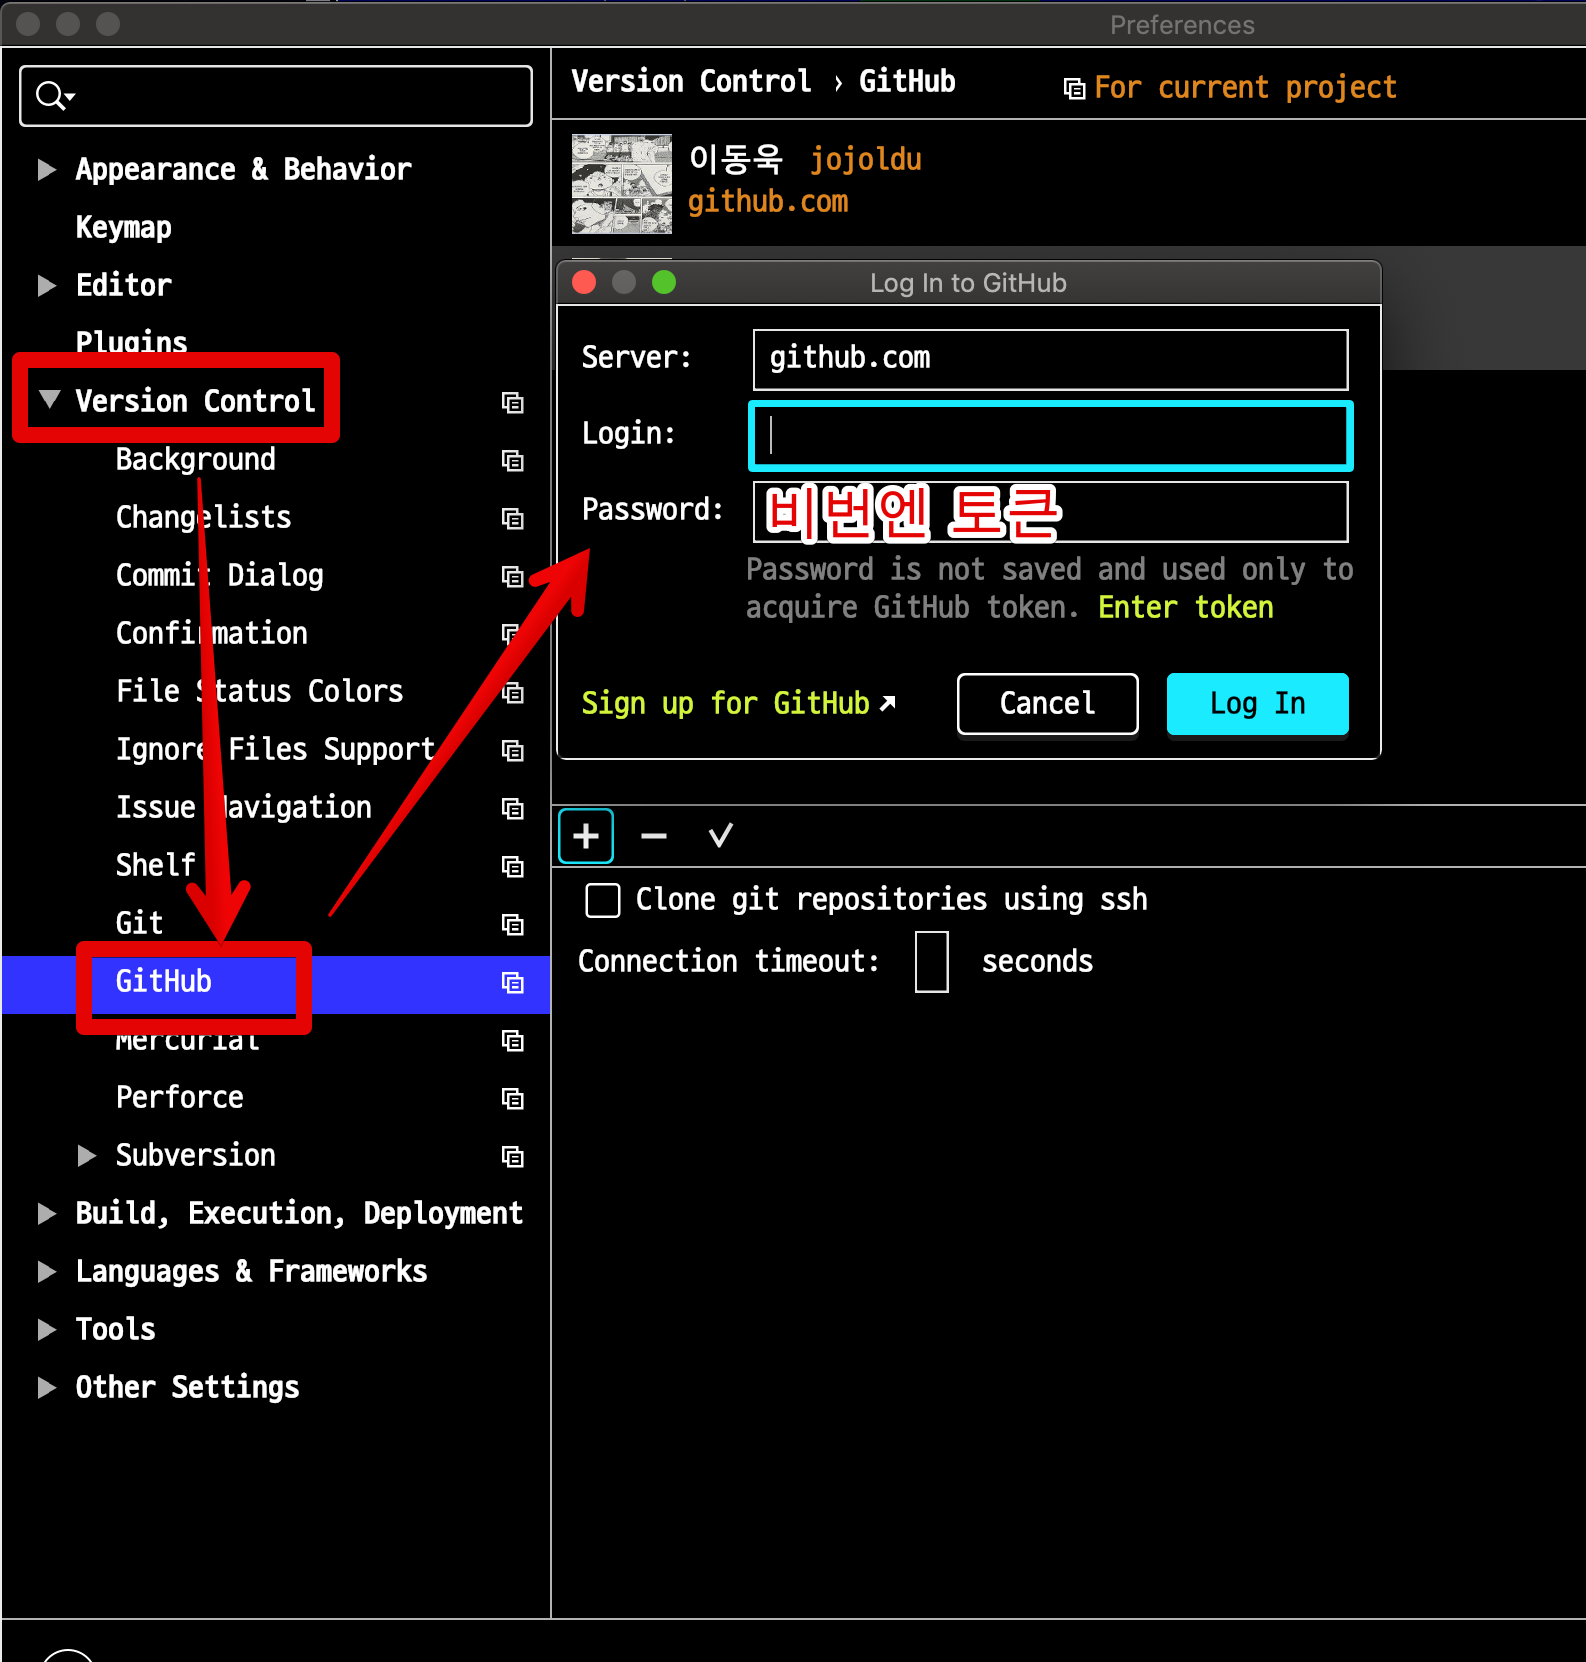 Preferences
Version Control › GitHub
For current project
Appearance & Behavior
Keymap
Editor
Plugins
Version Control
Background
Changelists
Commit Dialog
Confirmation
File Status Colors
Ignore Files Support
Issue Navigation
Shelf
Git
GitHub
Mercurial
Perforce
Subversion
Build, Execution, Deployment
Languages & Frameworks
Tools
Other Settings
이동욱 jojoldu
github.com
Log In to GitHub
Server: github.com
Login:
Password: 비번엔 토큰
Password is not saved and used only to
acquire GitHub token. Enter token
Sign up for GitHub
Cancel
Log In
Clone git repositories using ssh
Connection timeout: seconds